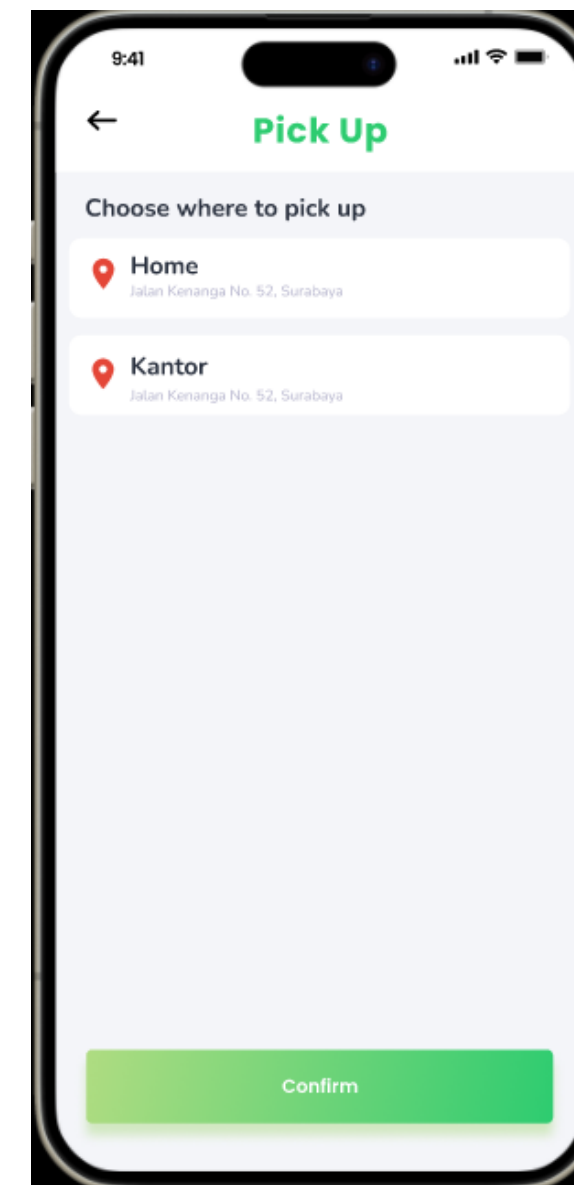 9:41
Pick Up
Choose where to pick up
Home
Jalan Kenanga No. 52, Surabaya
Kantor
Jalan Kenanga No. 52, Surabaya
Confirm